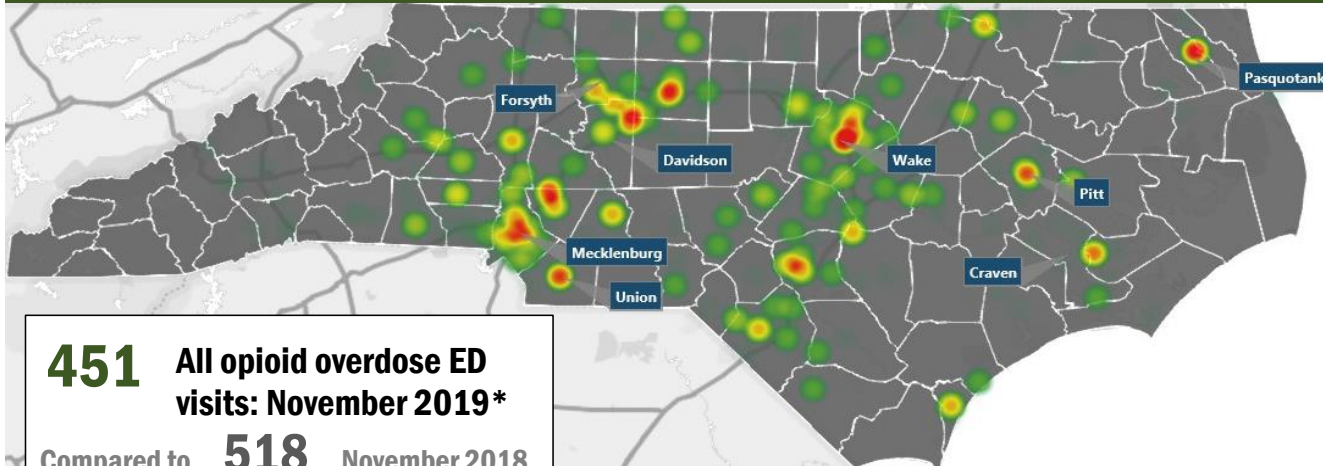 Pasquotank
Forsyth
Davidson
Wake
Pitt
Mecklenburg
Craven
Union
451 All opioid overdose ED
visits: November 2019*
Compared to 518 November 2018